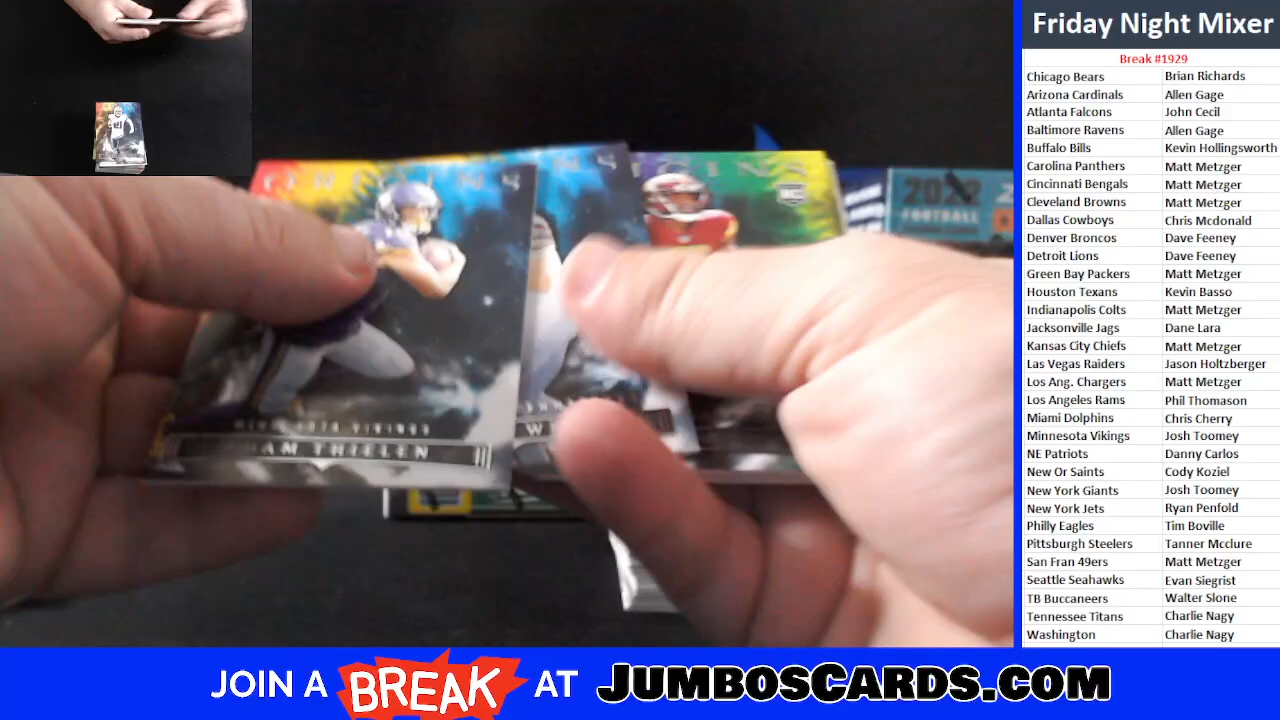 Friday Night Mixer
Break #1929
Chicago Bears Brian Richards
Arizona Cardinals Allen Gage
Atlanta Falcons John Cecil
Baltimore Ravens Allen Gage
Buffalo Bills Kevin Hollingsworth
Carolina Panthers Matt Metzger
Cincinnati Bengals Matt Metzger
Cleveland Browns Matt Metzger
Dallas Cowboys Chris Mcdonald
Denver Broncos Dave Feeney
Detroit Lions Dave Feeney
Green Bay Packers Matt Metzger
Houston Texans Kevin Basso
Indianapolis Colts Matt Metzger
Jacksonville Jags Dane Lara
Kansas City Chiefs Matt Metzger
Las Vegas Raiders Jason Holtzberger
Los Ang. Chargers Matt Metzger
Los Angeles Rams Phil Thomason
Miami Dolphins Chris Cherry
Minnesota Vikings Josh Toomey
NE Patriots Danny Carlos
New Or Saints Cody Koziel
New York Giants Josh Toomey
New York Jets Ryan Penfold
Philly Eagles Tim Boville
Pittsburgh Steelers Tanner Mcclure
San Fran 49ers Matt Metzger
Seattle Seahawks Evan Siegrist
TB Buccaneers Walter Slone
Tennessee Titans Charlie Nagy
Washington Charlie Nagy
2022
FOOTBALL
MINNESOTA VIKINGS
THIELEN
JOIN A BREAK AT JUMBOSCARDS.COM